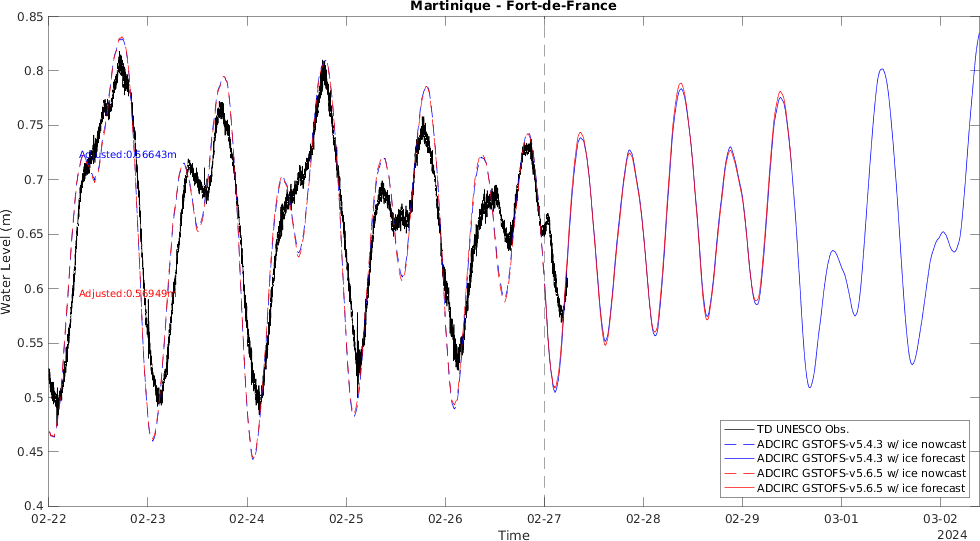 Martinique - Fort-de-France
0.85
0.8
0.75
0.7
0.65
0.6
0.55
0.5
0.45
0.4
Water Level (m)
Adjusted:0.56643m
Adjusted:0.56949m
TD UNESCO Obs.
ADCIRC GSTOFS-v5.4.3 w/ ice nowcast
ADCIRC GSTOFS-v5.4.3 w/ ice forecast
ADCIRC GSTOFS-v5.6.5 w/ ice nowcast
ADCIRC GSTOFS-v5.6.5 w/ ice forecast
02-22 02-23 02-24 02-25 02-26 02-27 02-28 02-29 03-01 03-02
Time
2024